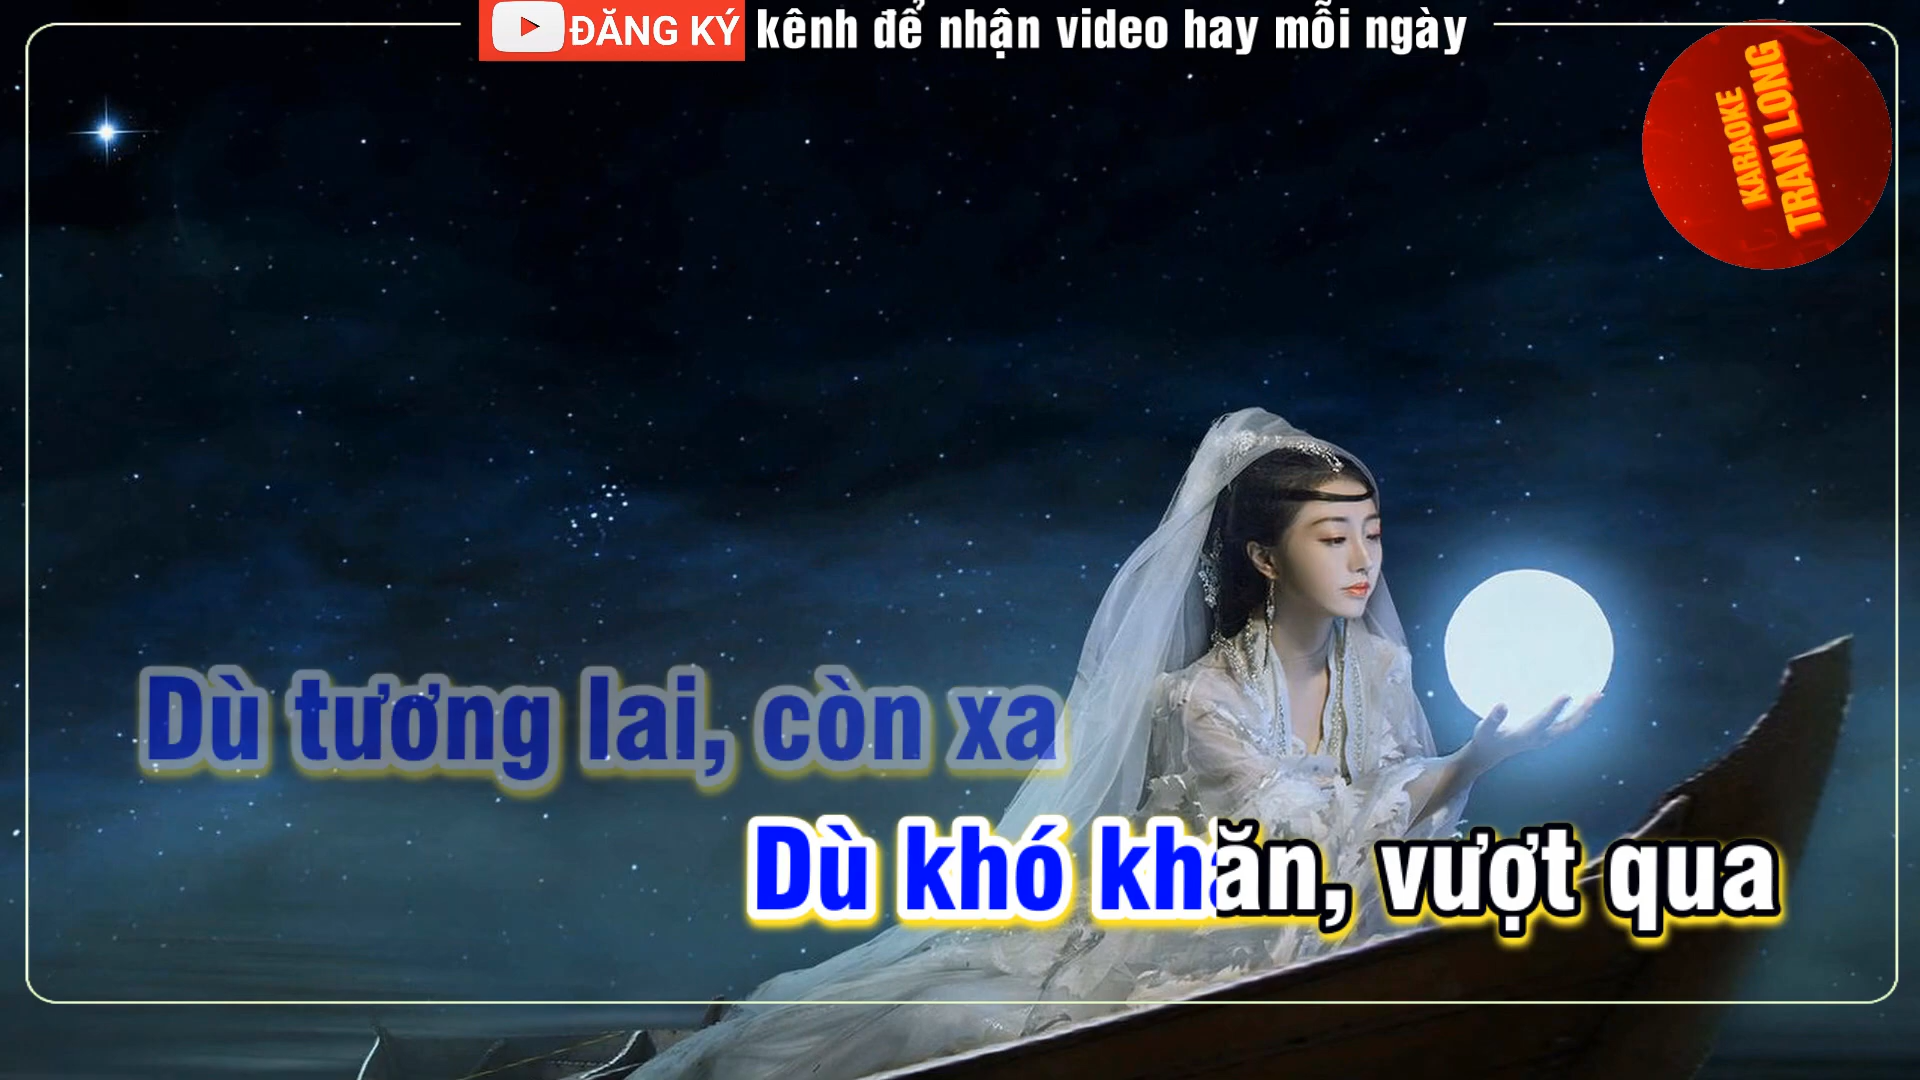 ĐĂNG KÝ kênh để nhận video hay mỗi ngày
KARAOKE
TRAN LONG
Dù tương lai, còn xa
Dù khó khăn, vượt qua